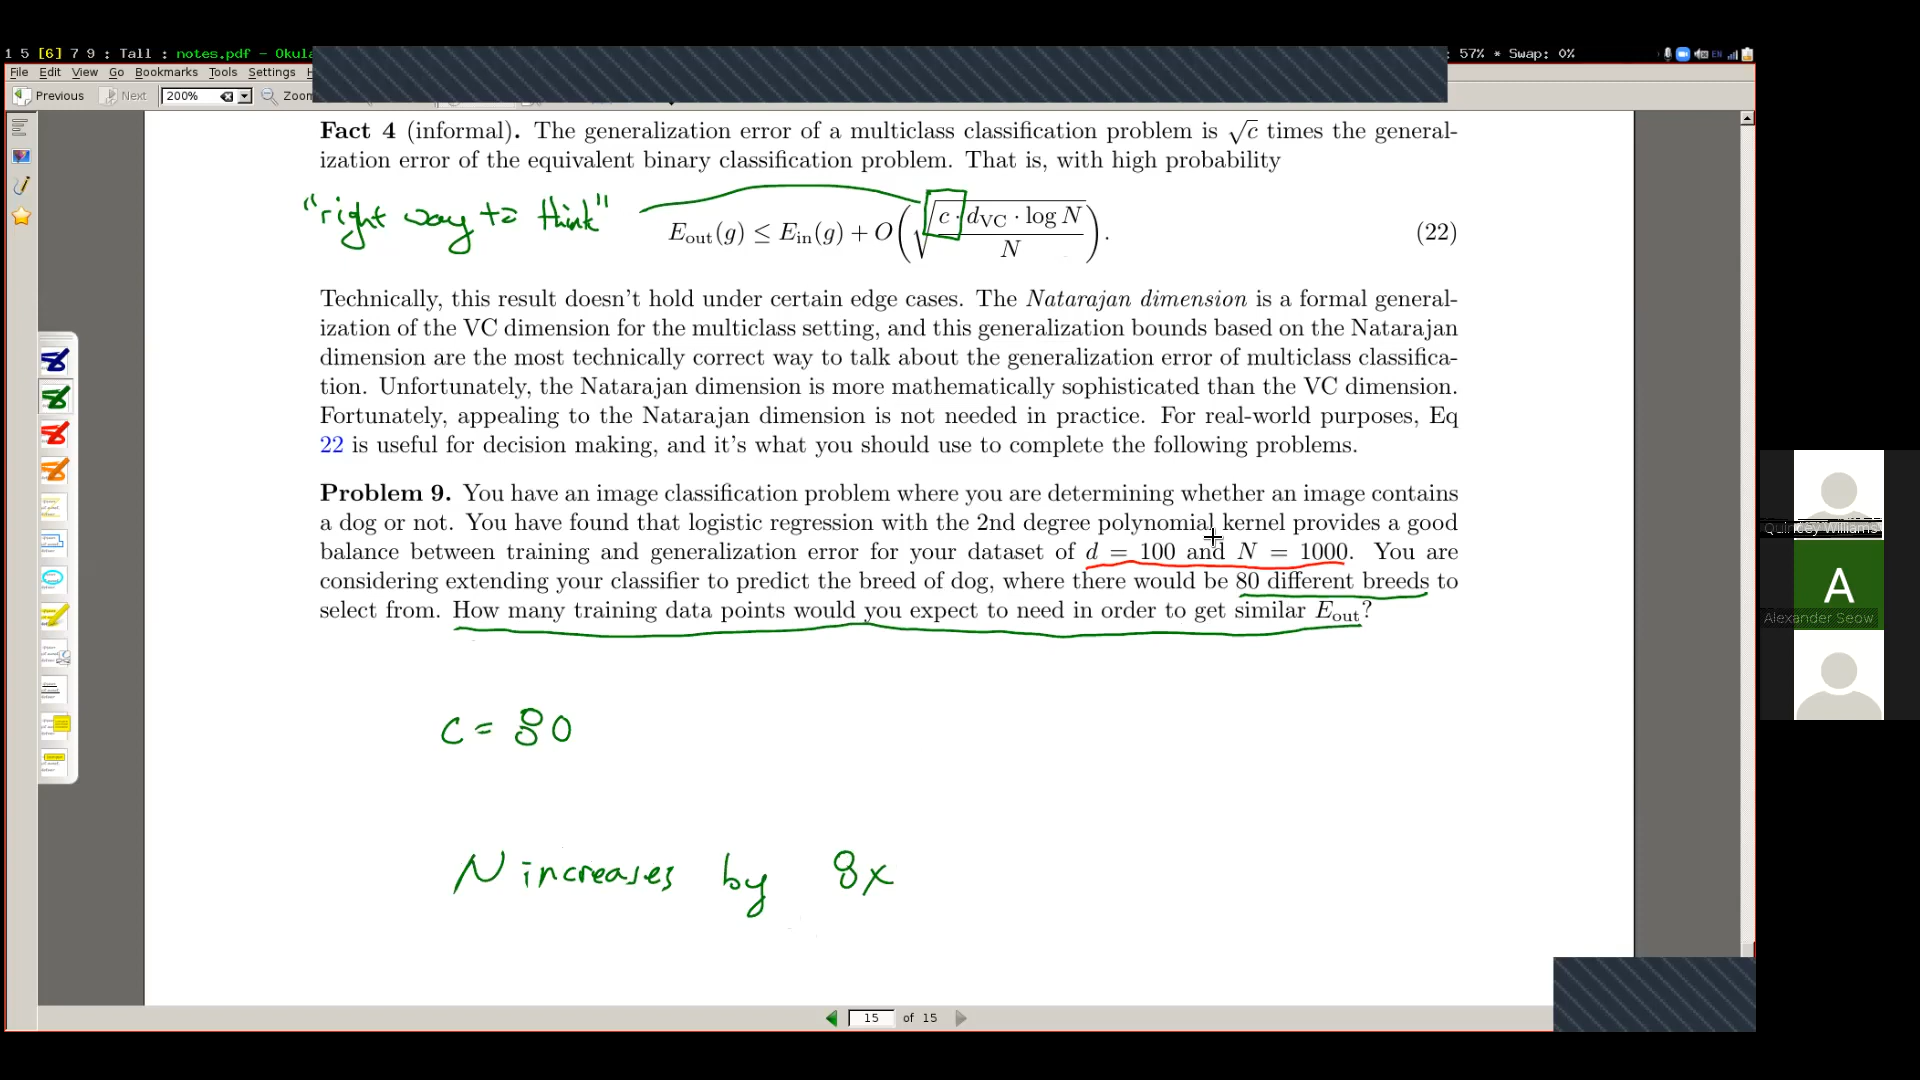 1 5 [6] 7 9 : Tall : notes.pdf – Okula
: 57% * Swap: 0%
EN
File Edit View Go Bookmarks Tools Settings H
Previous Next 200% Zoom
Fact 4 (informal). The generalization error of a multiclass classification problem is √c times the general-
ization error of the equivalent binary classification problem. That is, with high probability
"right way to think"
E_out(g) ≤ E_in(g) + O(√(c · d_VC · log N / N)). (22)
Technically, this result doesn't hold under certain edge cases. The Natarajan dimension is a formal general-
ization of the VC dimension for the multiclass setting, and this generalization bounds based on the Natarajan
dimension are the most technically correct way to talk about the generalization error of multiclass classifica-
tion. Unfortunately, the Natarajan dimension is more mathematically sophisticated than the VC dimension.
Fortunately, appealing to the Natarajan dimension is not needed in practice. For real-world purposes, Eq
22 is useful for decision making, and it's what you should use to complete the following problems.
Problem 9. You have an image classification problem where you are determining whether an image contains
a dog or not. You have found that logistic regression with the 2nd degree polynomial kernel provides a good
balance between training and generalization error for your dataset of d = 100 and N = 1000. You are
considering extending your classifier to predict the breed of dog, where there would be 80 different breeds to
select from. How many training data points would you expect to need in order to get similar E_out?
c = 80
N increases by 8x
15 of 15
Quincey Williams
A
Alexander Seow